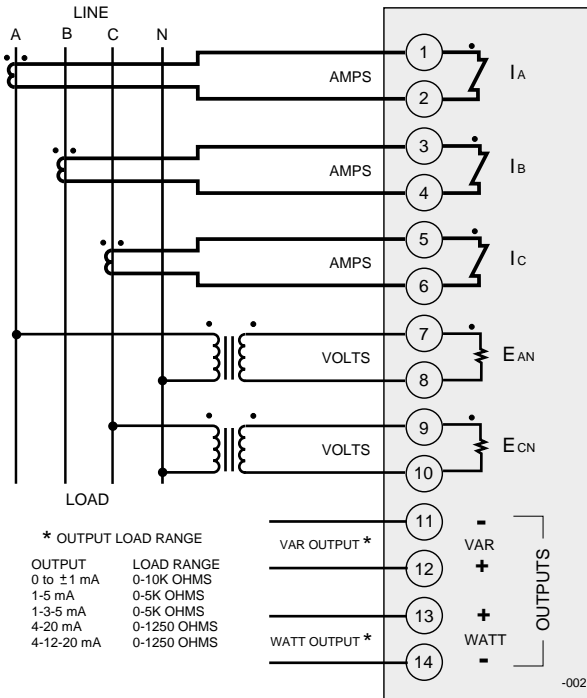 LINE
A B C N
1
AMPS
2
IA
3
AMPS
4
IB
5
AMPS
6
IC
7
VOLTS
8
EAN
9
VOLTS
10
ECN
LOAD
* OUTPUT LOAD RANGE
OUTPUT LOAD RANGE
0 to ±1 mA 0-10K OHMS
1-5 mA 0-5K OHMS
1-3-5 mA 0-5K OHMS
4-20 mA 0-1250 OHMS
4-12-20 mA 0-1250 OHMS
VAR OUTPUT *
11 -
VAR
12 +
13 +
WATT OUTPUT *
WATT
14 -
OUTPUTS
-002